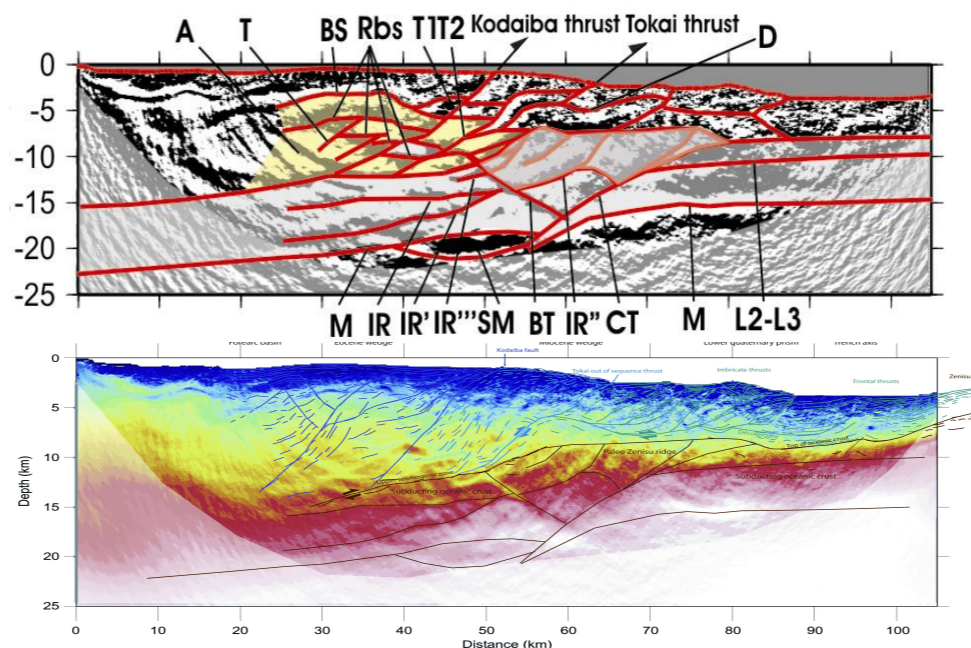 A T BS Rbs T1T2 Kodaiba thrust Tokai thrust D
0
-5
-10
-15
-20
-25
M IR IR' IR'''SM BT IR'' CT M L2-L3
Forearc basin Eocene wedge Miocene wedge Lower quaternary prism Trench axis
Kodaiba fault
Tokai out of sequence thrust Imbricate thrusts
Frontal thrusts Zenisu
0
5
10
15
20
25
Depth (km)
Top of oceanic crust
Paleo Zenisu ridge
Subducting oceanic crust
Subducting oceanic crust
0 10 20 30 40 50 60 70 80 90 100
Distance (km)